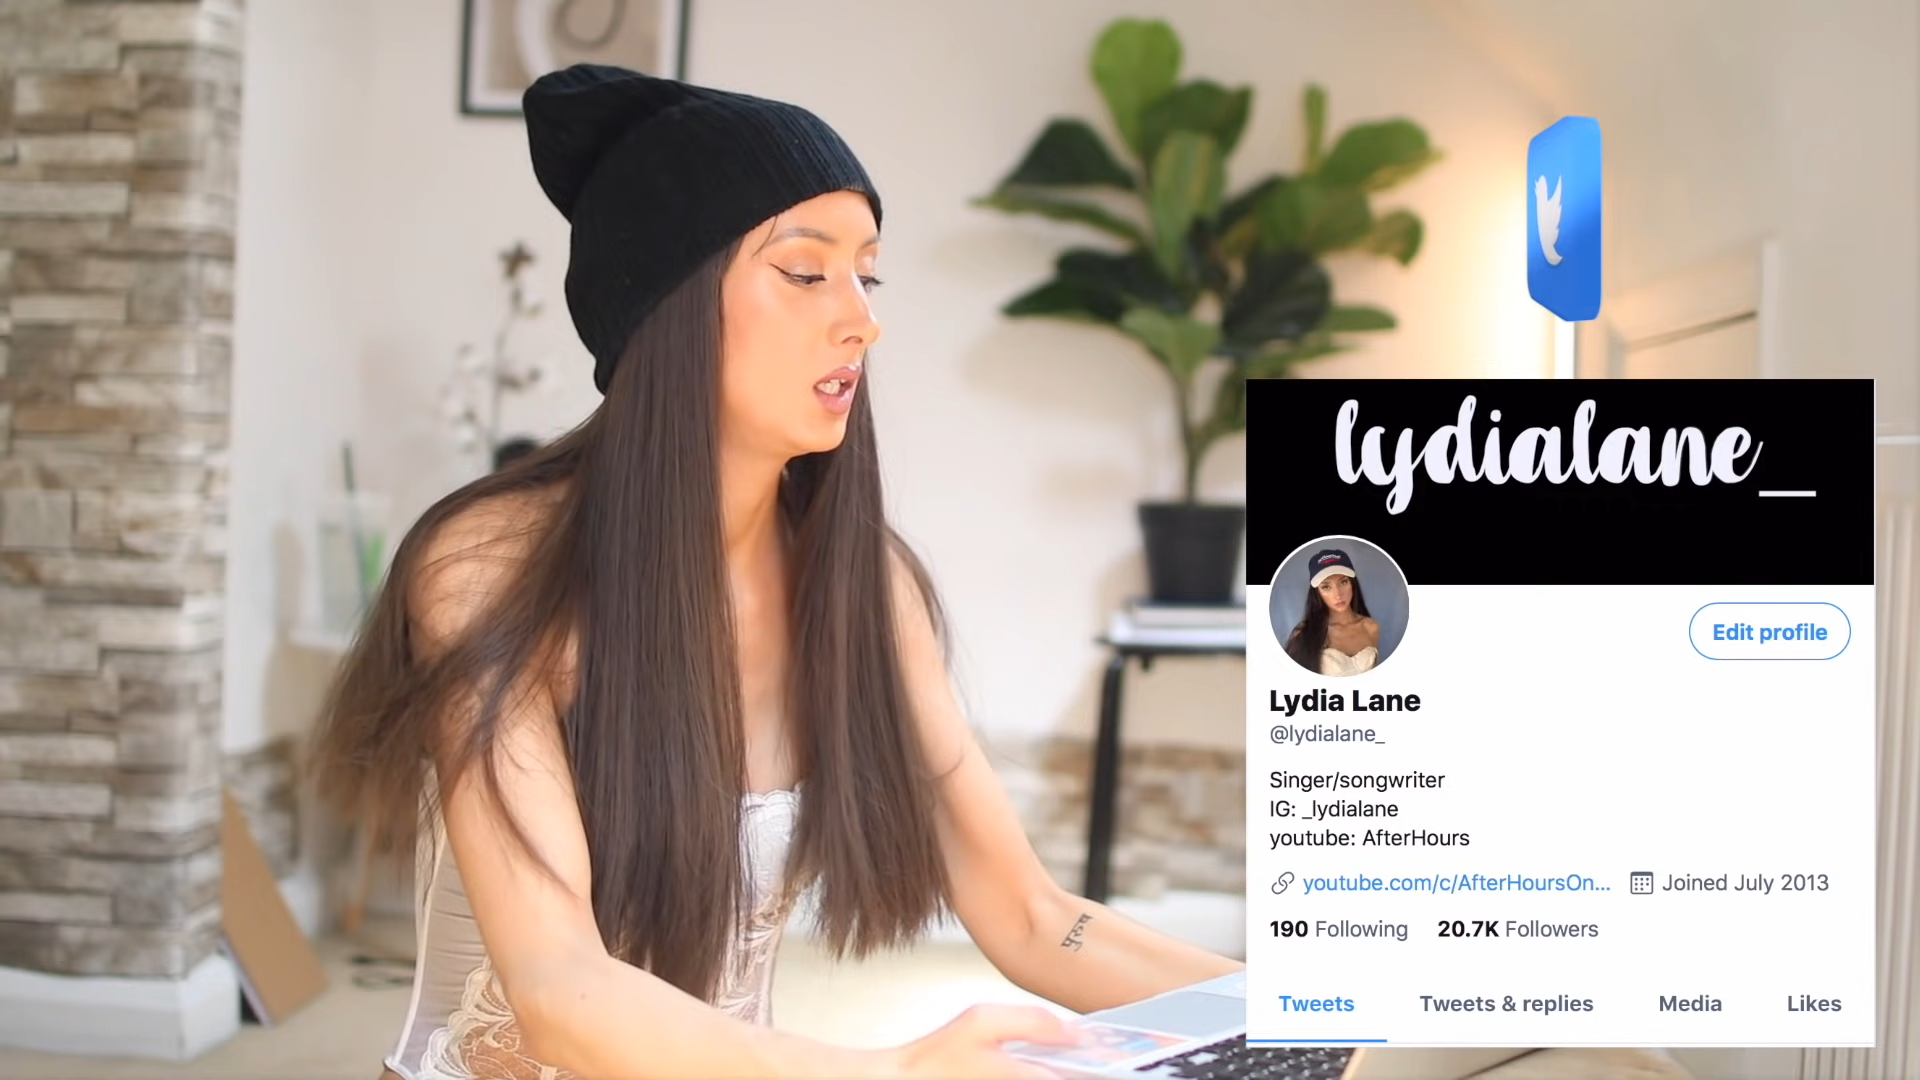 lydialane_
Edit profile
Lydia Lane
@lydialane_
Singer/songwriter
IG: _lydialane
youtube: AfterHours
youtube.com/c/AfterHoursOn... Joined July 2013
190 Following 20.7K Followers
Tweets Tweets & replies Media Likes